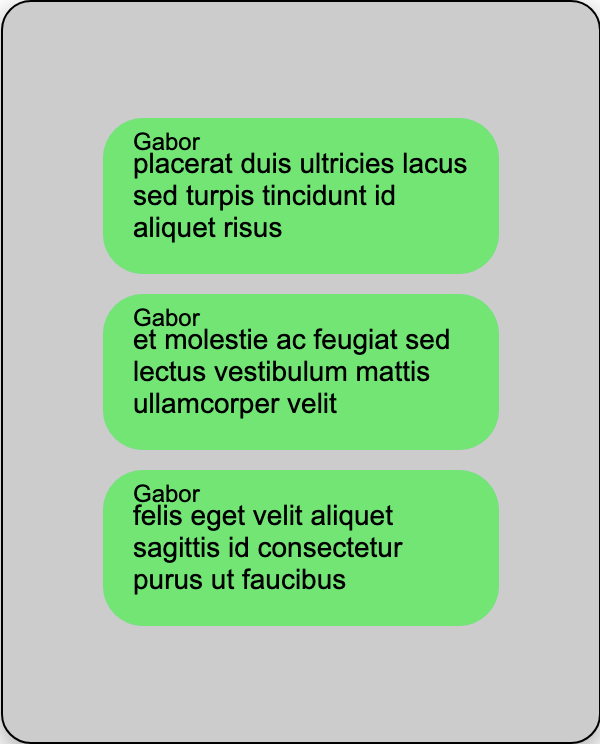 Gabor
placerat duis ultricies lacus
sed turpis tincidunt id
aliquet risus
Gabor
et molestie ac feugiat sed
lectus vestibulum mattis
ullamcorper velit
Gabor
felis eget velit aliquet
sagittis id consectetur
purus ut faucibus